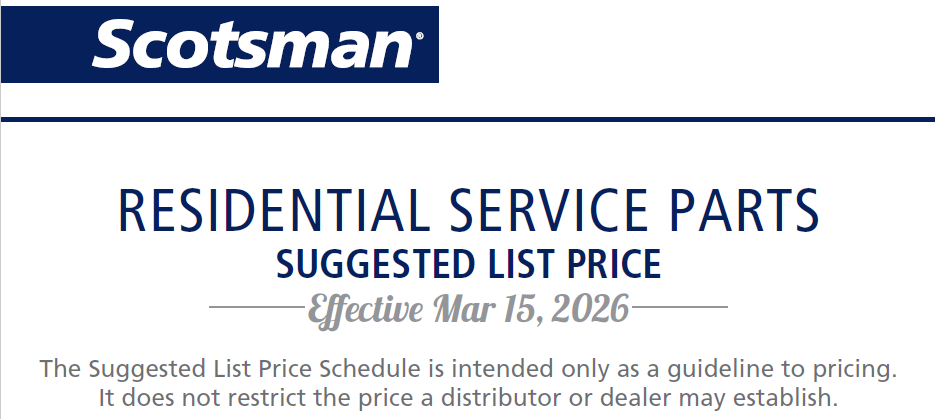 Scotsman®
RESIDENTIAL SERVICE PARTS
SUGGESTED LIST PRICE
Effective Mar 15, 2026
The Suggested List Price Schedule is intended only as a guideline to pricing.
It does not restrict the price a distributor or dealer may establish.